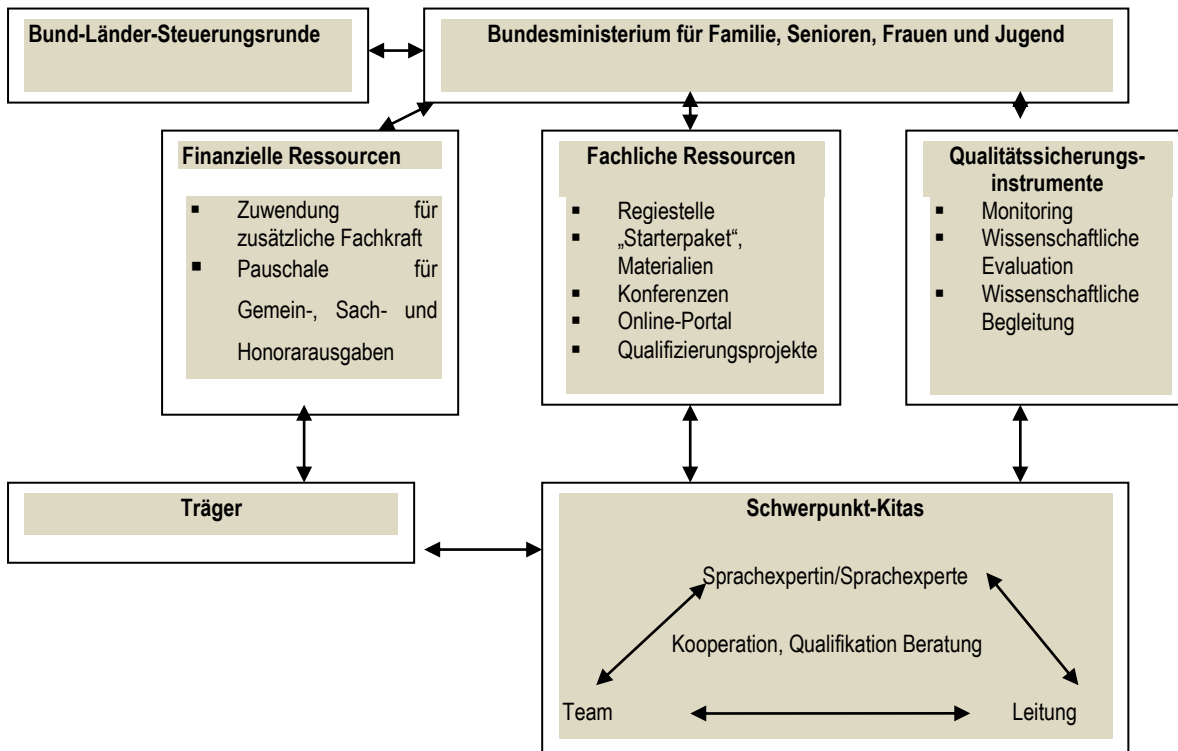 Bund-Länder-Steuerungsrunde
Bundesministerium für Familie, Senioren, Frauen und Jugend
Finanzielle Ressourcen
▪ Zuwendung für
zusätzliche Fachkraft
▪ Pauschale für
Gemein-, Sach- und
Honorarausgaben
Fachliche Ressourcen
▪ Regiestelle
▪ „Starterpaket“,
Materialien
▪ Konferenzen
▪ Online-Portal
▪ Qualifizierungsprojekte
Qualitätssicherungs-
instrumente
▪ Monitoring
▪ Wissenschaftliche
Evaluation
▪ Wissenschaftliche
Begleitung
Träger
Schwerpunkt-Kitas
Sprachexpertin/Sprachexperte
Kooperation, Qualifikation Beratung
Team
Leitung